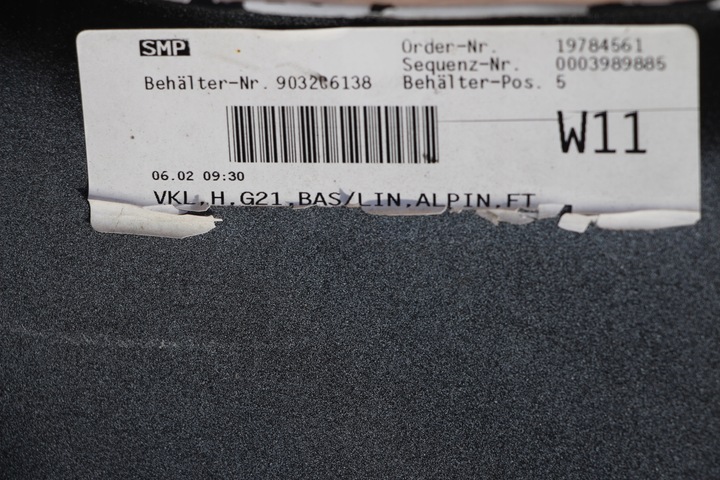 SMP
Order-Nr. 19784561
Sequenz-Nr. 0003989885
Behälter-Nr. 903206138 Behälter-Pos. 5
W11
06.02 09:30
VKL.H.G21.BAS/LIN.ALPIN.FT